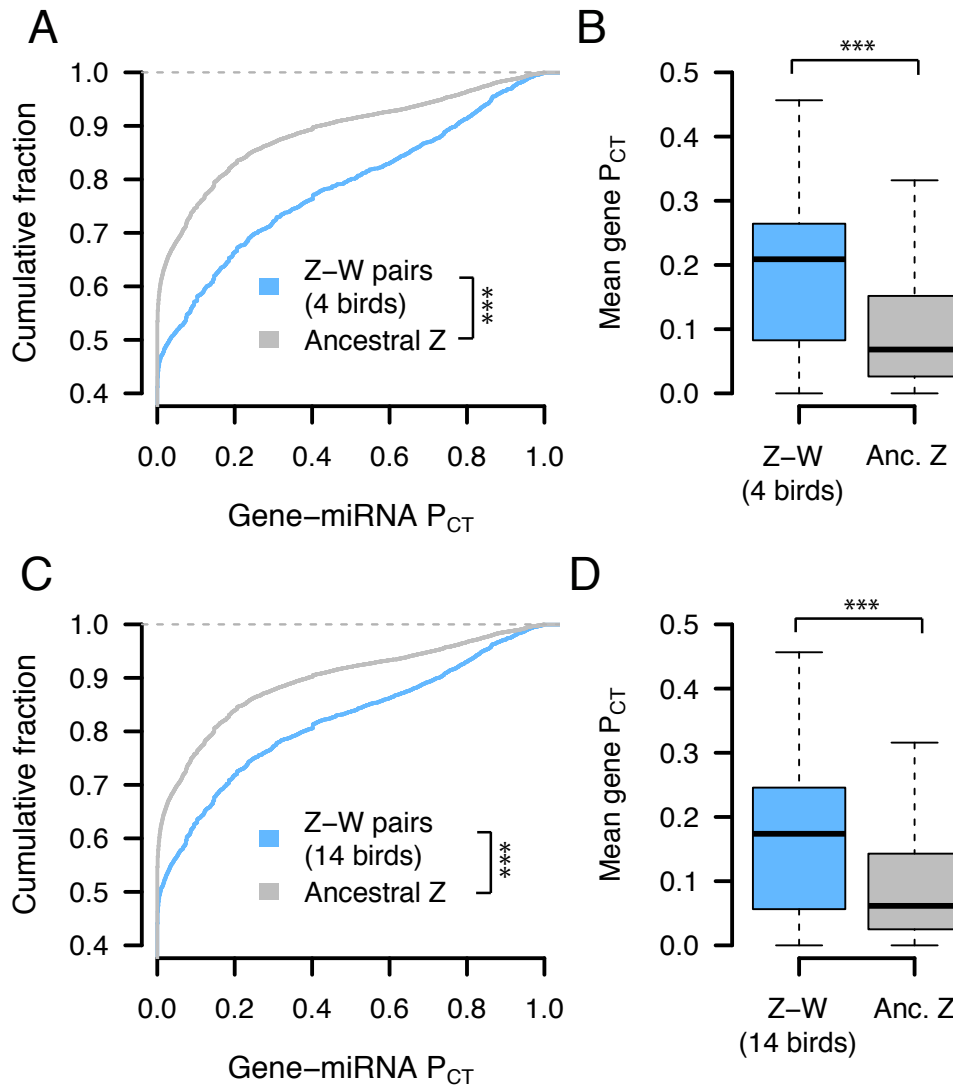 A
Cumulative fraction
1.0
0.9
0.8
0.7
0.6
0.5
0.4
Z−W pairs
(4 birds)
Ancestral Z
***
0.0 0.2 0.4 0.6 0.8 1.0
Gene−miRNA PCT
B
***
Mean gene PCT
0.5
0.4
0.3
0.2
0.1
0.0
Z−W
(4 birds)
Anc. Z
C
Cumulative fraction
1.0
0.9
0.8
0.7
0.6
0.5
0.4
Z−W pairs
(14 birds)
Ancestral Z
***
0.0 0.2 0.4 0.6 0.8 1.0
Gene−miRNA PCT
D
***
Mean gene PCT
0.5
0.4
0.3
0.2
0.1
0.0
Z−W
(14 birds)
Anc. Z